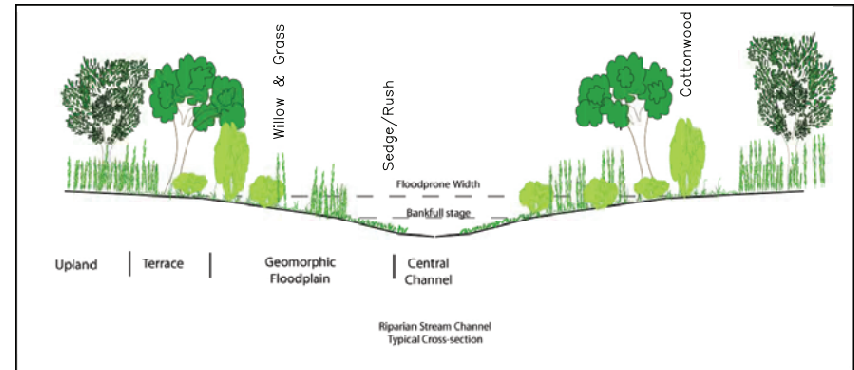 Willow & Grass
Sedge/Rush
Cottonwood
Floodprone Width
Bankfull stage
Upland
Terrace
Geomorphic
Floodplain
Central
Channel
Riparian Stream Channel
Typical Cross-section